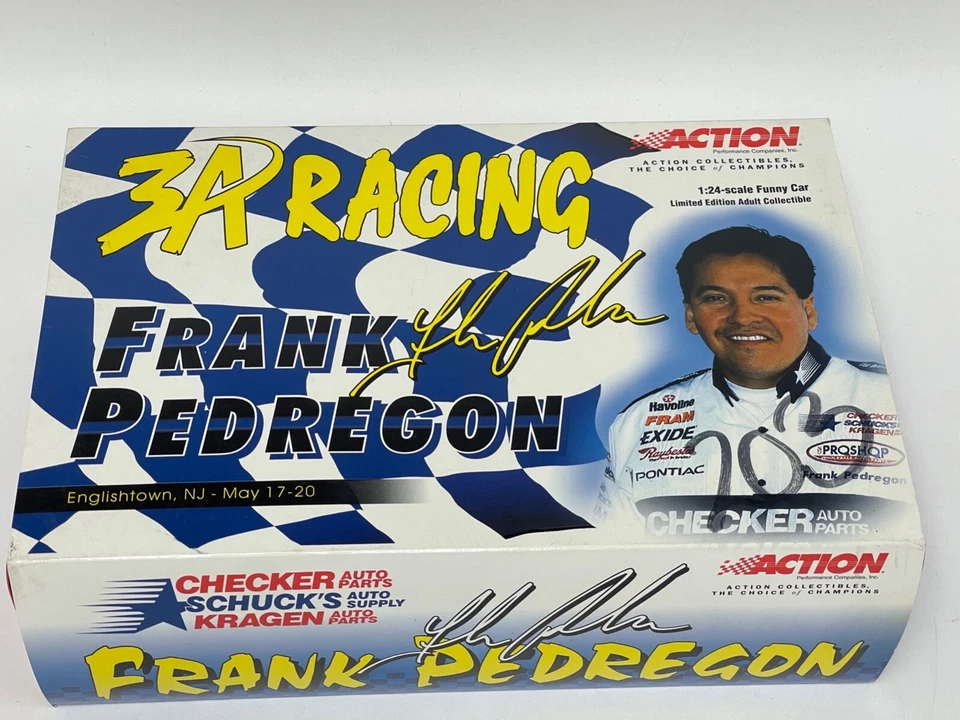 3R RACING
ACTION
Performance Companies, Inc.
ACTION COLLECTIBLES,
THE CHOICE of CHAMPIONS
1:24-scale Funny Car
Limited Edition Adult Collectible
FRANK
PEDREGON
Englishtown, NJ - May 17-20
Havoline
FRAM
EXIDE
Raybestos
PONTIAC
CHECKER
SCHUCK'S
KRAGEN
PROSHOP
Frank Pedregon
CHECKER AUTO PARTS
CHECKER AUTO PARTS
SCHUCK'S AUTO SUPPLY
KRAGEN AUTO PARTS
ACTION
Performance Companies, Inc.
ACTION COLLECTIBLES,
THE CHOICE of CHAMPIONS
FRANK PEDREGON